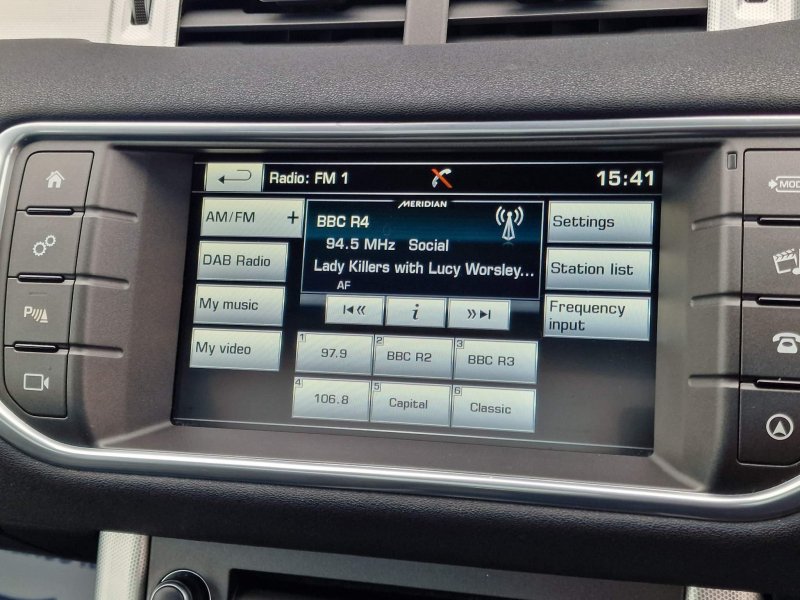 Radio: FM 1
15:41
AM/FM +
DAB Radio
My music
My video
MERIDIAN
BBC R4
94.5 MHz Social
Lady Killers with Lucy Worsley...
AF
i
Settings
Station list
Frequency
input
1 97.9
2 BBC R2
3 BBC R3
4 106.8
5 Capital
6 Classic
P
MOD